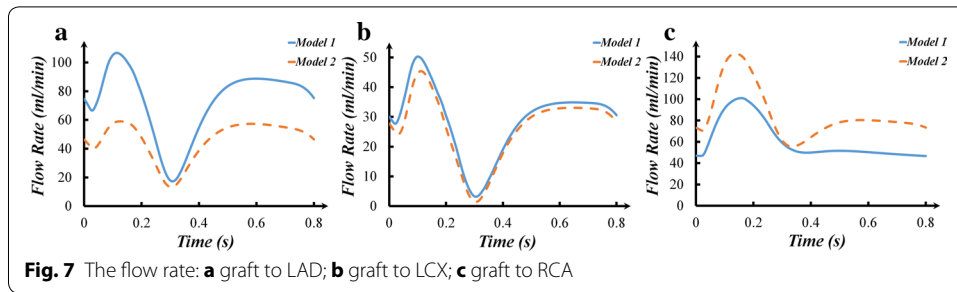 a
Model 1
Model 2
Flow Rate (ml/min)
100
80
60
40
20
0
0
0.2
0.4
0.6
0.8
Time (s)
b
Model 1
Model 2
Flow Rate (ml/min)
50
40
30
20
10
0
0
0.2
0.4
0.6
0.8
Time (s)
c
Model 1
Model 2
Flow Rate (ml/min)
140
120
100
80
60
40
20
0
0
0.2
0.4
0.6
0.8
Time (s)
Fig. 7 The flow rate: a graft to LAD; b graft to LCX; c graft to RCA